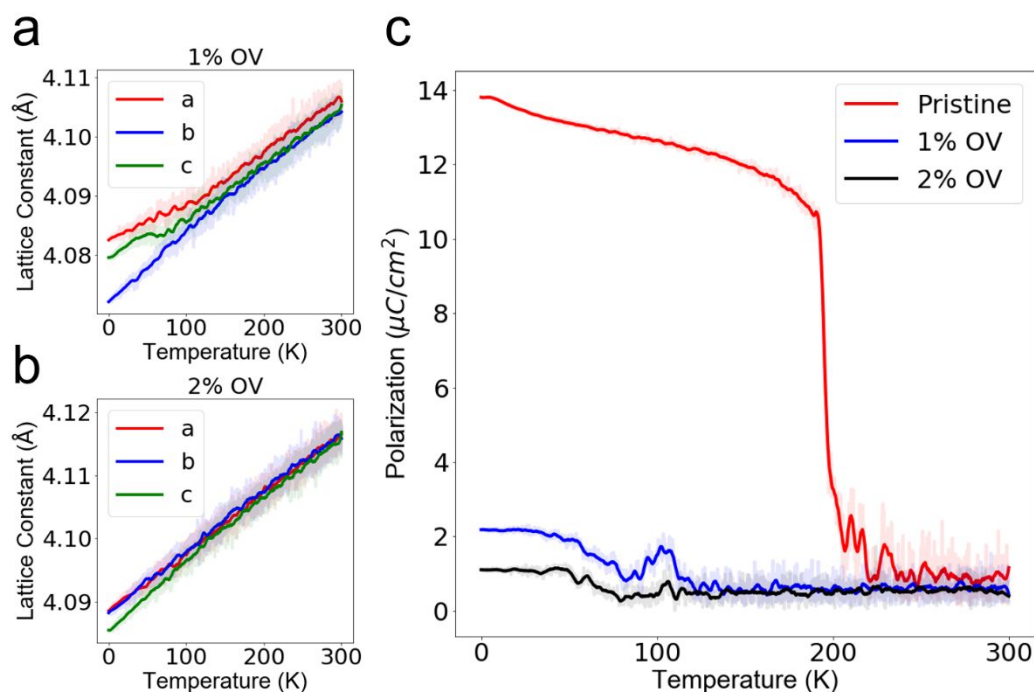 a
1% OV
Lattice Constant (Å)
4.11
4.10
4.09
4.08
a
b
c
0 100 200 300
Temperature (K)
b
2% OV
Lattice Constant (Å)
4.12
4.11
4.10
4.09
a
b
c
0 100 200 300
Temperature (K)
c
Polarization (μC/cm²)
14
12
10
8
6
4
2
0
Pristine
1% OV
2% OV
0 100 200 300
Temperature (K)